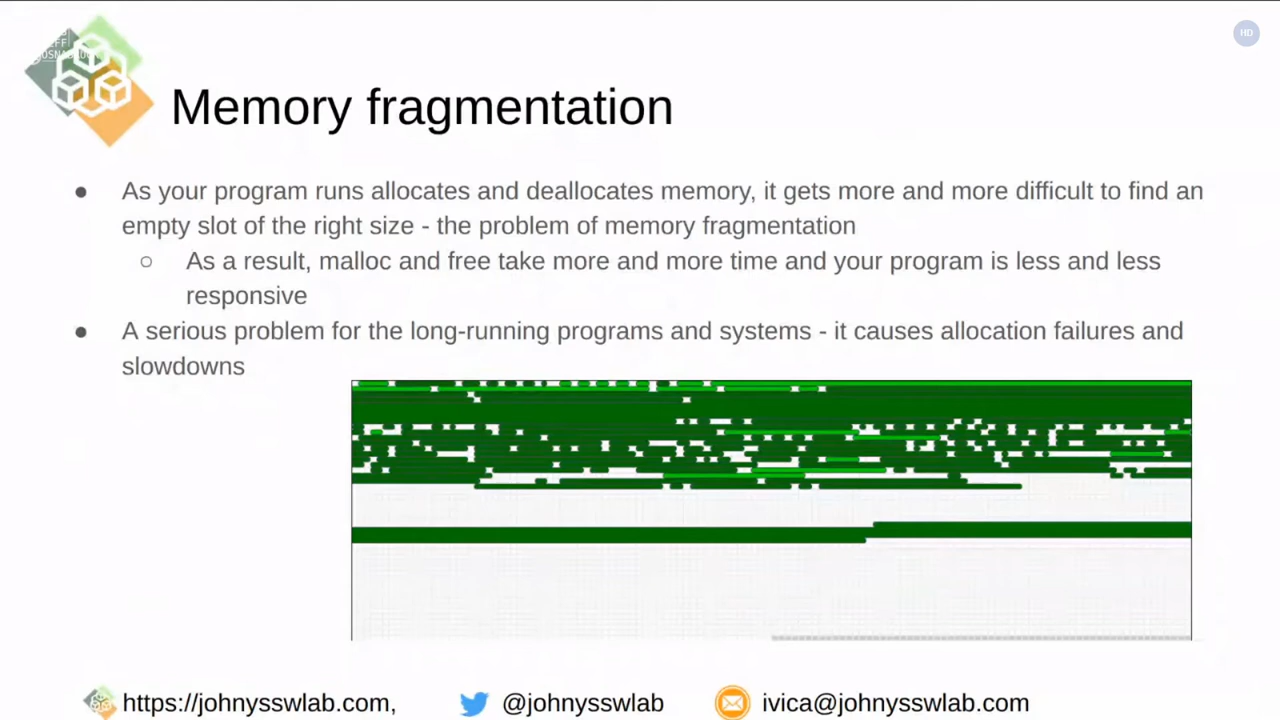 HD
Memory fragmentation
● As your program runs allocates and deallocates memory, it gets more and more difficult to find an
empty slot of the right size - the problem of memory fragmentation
○ As a result, malloc and free take more and more time and your program is less and less
responsive
● A serious problem for the long-running programs and systems - it causes allocation failures and
slowdowns
https://johnysswlab.com, @johnysswlab ivica@johnysswlab.com